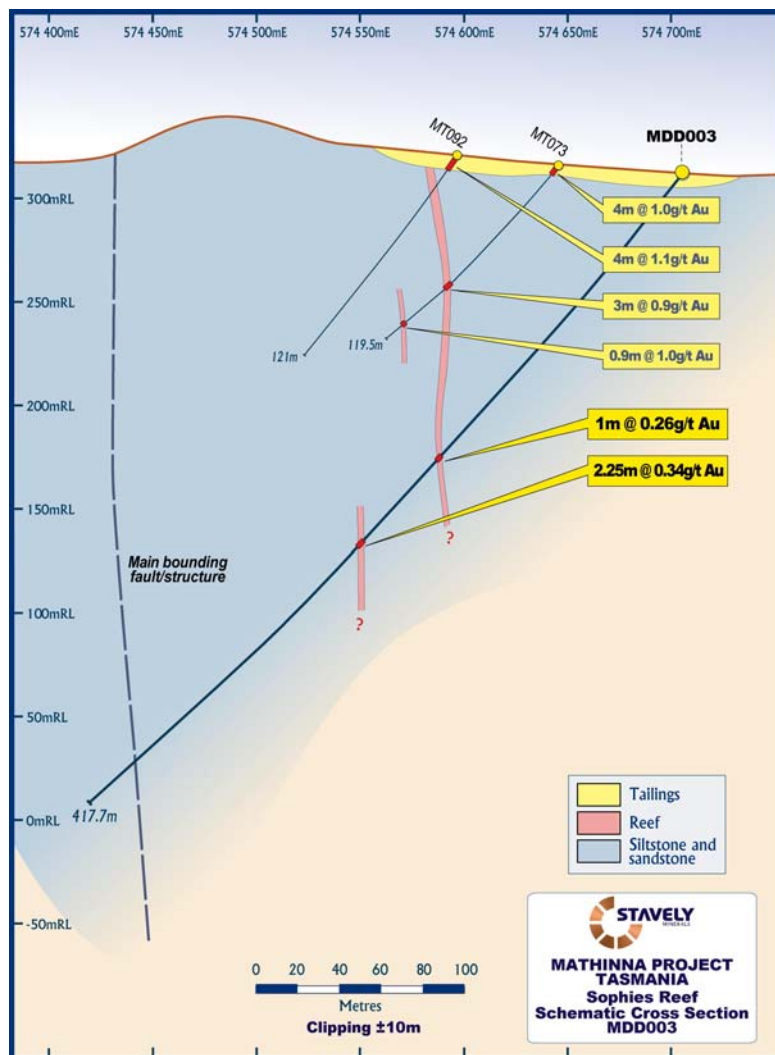 574 400mE 574 450mE 574 500mE 574 550mE 574 600mE 574 650mE 574 700mE
MT092
MT073
MDD003
300mRL
4m @ 1.0g/t Au
4m @ 1.1g/t Au
250mRL
3m @ 0.9g/t Au
119.5m
121m
0.9m @ 1.0g/t Au
200mRL
1m @ 0.26g/t Au
2.25m @ 0.34g/t Au
150mRL
?
Main bounding
fault/structure
100mRL
?
50mRL
417.7m
0mRL
Tailings
Reef
Siltstone and
sandstone
-50mRL
STAVELY
MINERALS
MATHINNA PROJECT
TASMANIA
Sophies Reef
Schematic Cross Section
MDD003
0 20 40 60 80 100
Metres
Clipping ±10m